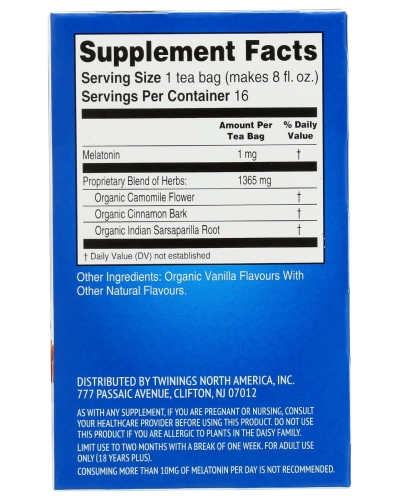 Supplement Facts
Serving Size 1 tea bag (makes 8 fl. oz.)
Servings Per Container 16
Amount Per Tea Bag % Daily Value
Melatonin 1 mg †
Proprietary Blend of Herbs: 1365 mg
Organic Camomile Flower †
Organic Cinnamon Bark †
Organic Indian Sarsaparilla Root †
† Daily Value (DV) not established
Other Ingredients: Organic Vanilla Flavours With
Other Natural Flavours.
DISTRIBUTED BY TWININGS NORTH AMERICA, INC.
777 PASSAIC AVENUE, CLIFTON, NJ 07012
AS WITH ANY SUPPLEMENT, IF YOU ARE PREGNANT OR NURSING, CONSULT
YOUR HEALTHCARE PROVIDER BEFORE USING THIS PRODUCT. DO NOT USE
THIS PRODUCT IF YOU ARE ALLERGIC TO PLANTS IN THE DAISY FAMILY.
LIMIT USE TO TWO MONTHS WITH A BREAK OF ONE WEEK. FOR ADULT USE
ONLY (18 YEARS PLUS).
CONSUMING MORE THAN 10MG OF MELATONIN PER DAY IS NOT RECOMMENDED.